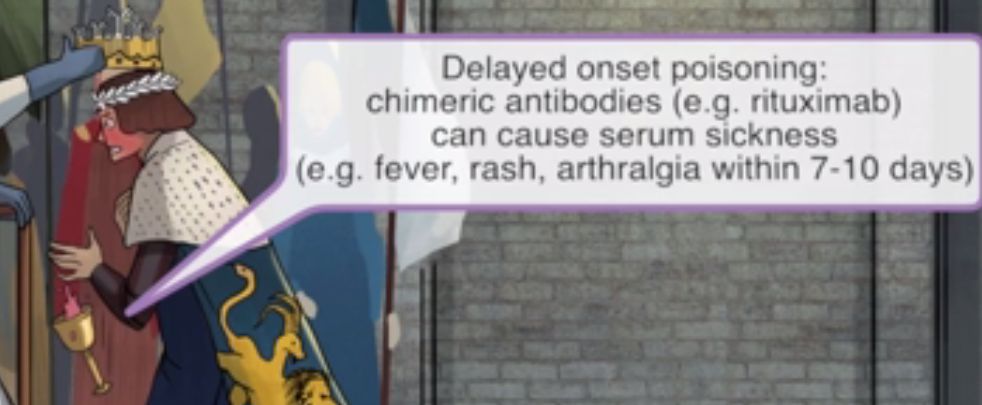 Delayed onset poisoning:
chimeric antibodies (e.g. rituximab)
can cause serum sickness
(e.g. fever, rash, arthralgia within 7-10 days)